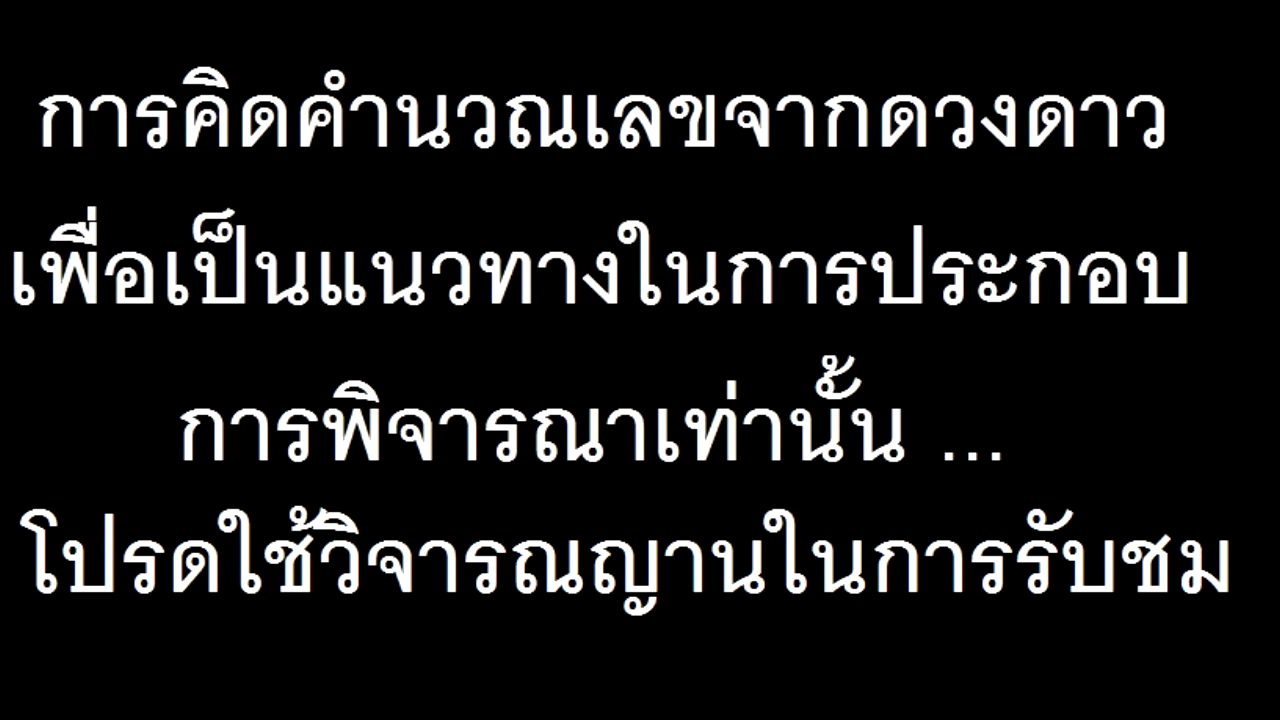 การคิดคำนวณเลขจากดวงดาว
เพื่อเป็นแนวทางในการประกอบ
การพิจารณาเท่านั้น ...
โปรดใช้วิจารณญานในการรับชม